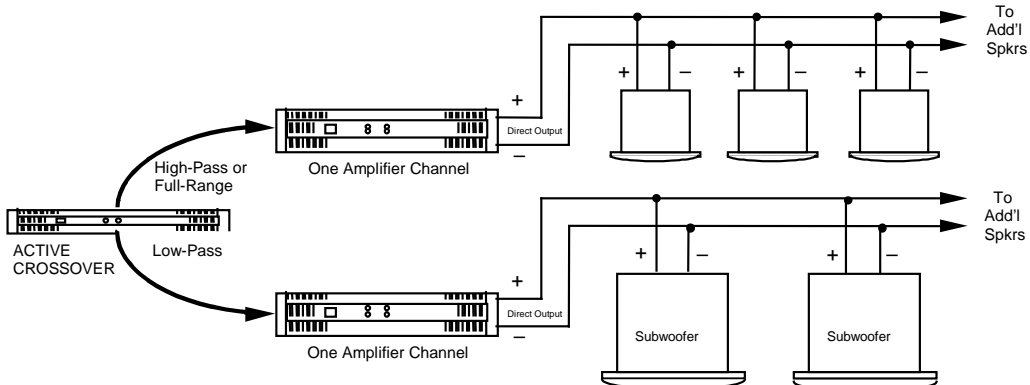 To
Add'l
Spkrs
+ − + − + −
+
Direct Output
−
One Amplifier Channel
High-Pass or
Full-Range
ACTIVE
CROSSOVER
Low-Pass
To
Add'l
Spkrs
+ − + −
+
Direct Output
−
One Amplifier Channel
Subwoofer
Subwoofer